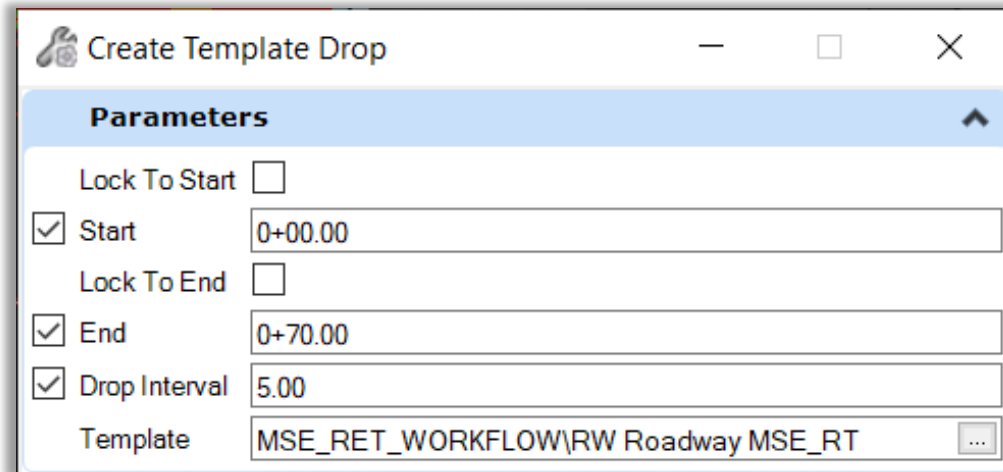 Create Template Drop
Parameters
Lock To Start
Start 0+00.00
Lock To End
End 0+70.00
Drop Interval 5.00
Template MSE_RET_WORKFLOW\RW Roadway MSE_RT ...